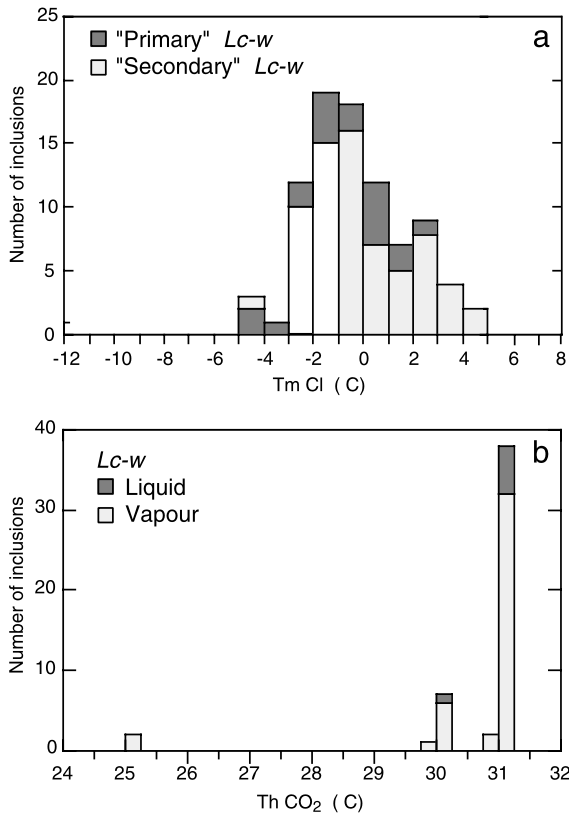 25
20
15
10
5
0
Number of inclusions
"Primary" Lc-w
"Secondary" Lc-w
a
-12 -10 -8 -6 -4 -2 0 2 4 6 8
Tm Cl ( C)
40
30
20
10
0
Number of inclusions
Lc-w
Liquid
Vapour
b
24 25 26 27 28 29 30 31 32
Th CO₂ ( C)